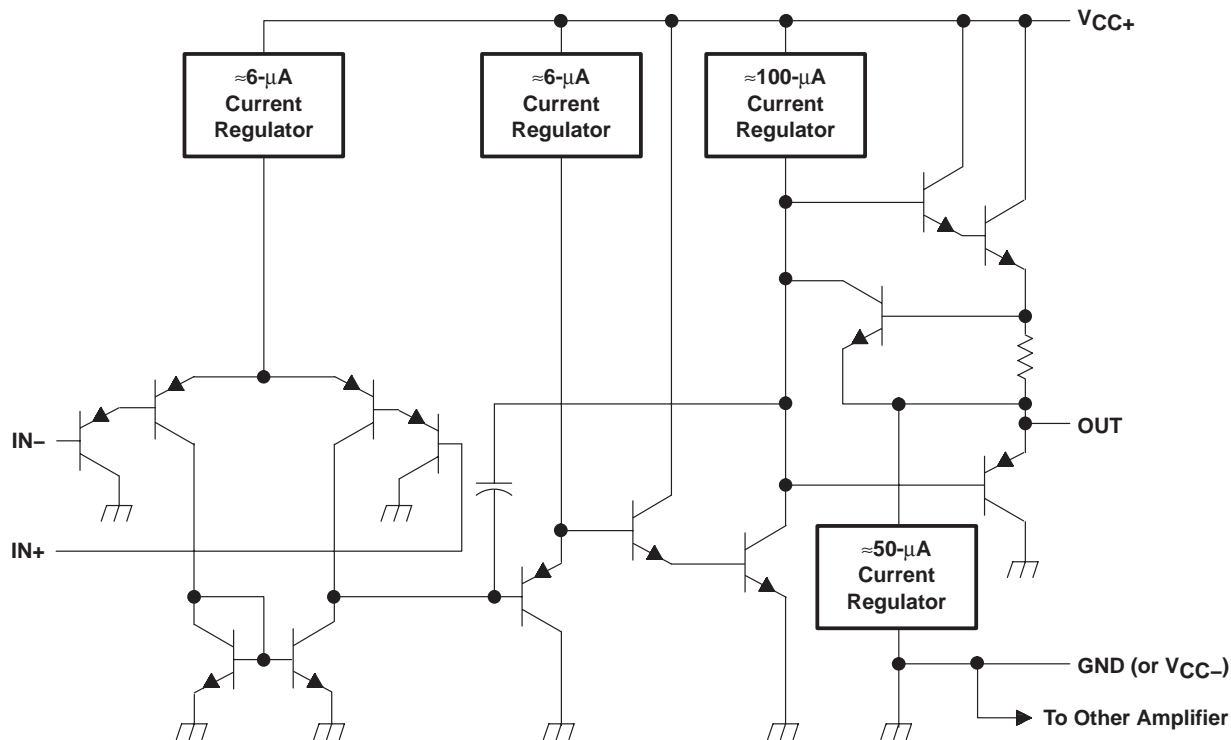 VCC+
≈6-μA
Current
Regulator
≈6-μA
Current
Regulator
≈100-μA
Current
Regulator
IN−
OUT
IN+
≈50-μA
Current
Regulator
GND (or VCC−)
To Other Amplifier